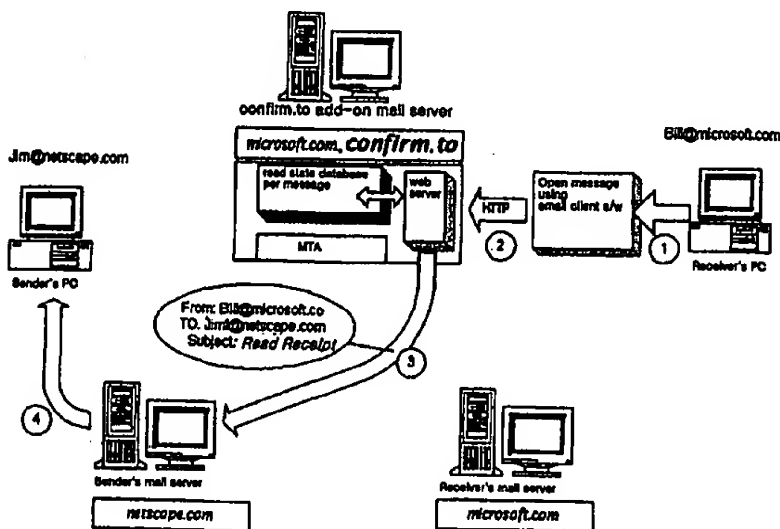 confirm.to add-on mail server
microsoft.com, confirm.to
Jim@netscape.com
Bill@microsoft.com
read state database
per message
web
server
MTA
HTTP
2
Open message
using
email client s/w
1
Receiver's PC
Sender's PC
From: Bill@microsoft.co
TO. Jim@netscape.com
Subject: Read Receipt
3
4
Sender's mail server
netscape.com
Receiver's mail server
microsoft.com